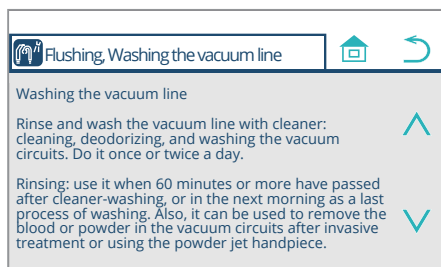 Flushing, Washing the vacuum line
Washing the vacuum line
Rinse and wash the vacuum line with cleaner:
cleaning, deodorizing, and washing the vacuum
circuits. Do it once or twice a day.
Rinsing: use it when 60 minutes or more have passed
after cleaner-washing, or in the next morning as a last
process of washing. Also, it can be used to remove the
blood or powder in the vacuum circuits after invasive
treatment or using the powder jet handpiece.